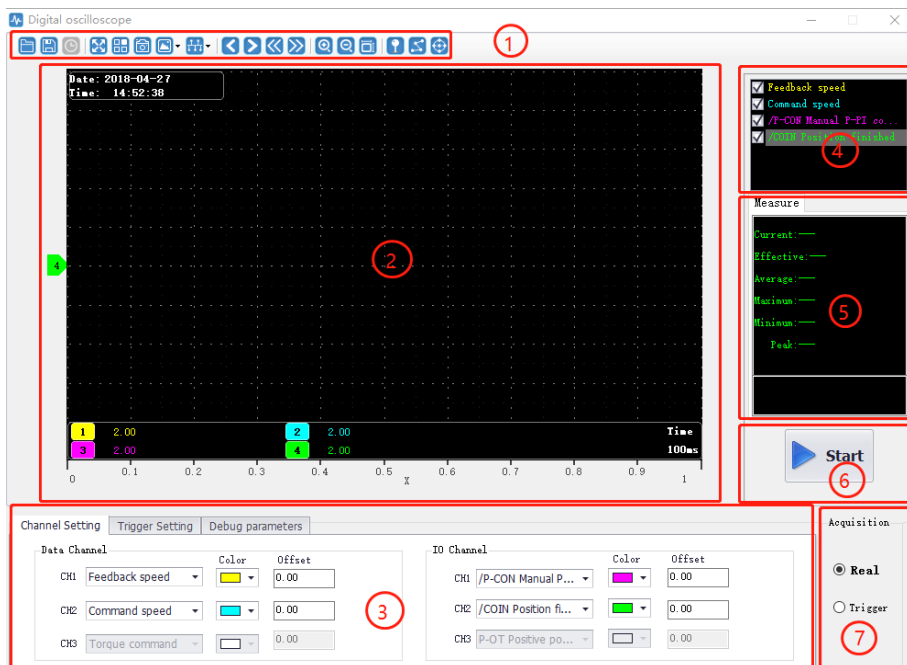 Digital oscilloscope
1
Date: 2018-04-27
Time: 14:52:38
Feedback speed
Command speed
/P-CON Manual P-PI co...
/COIN Position finished
4
Measure
Current:
Effective:
Average:
Maximum:
Minimum:
Peak:
5
2
4
1 2.00 2 2.00 Time
3 2.00 4 2.00 100ms
0 0.1 0.2 0.3 0.4 0.5 0.6 0.7 0.8 0.9 1
X
Start
6
Channel Setting Trigger Setting Debug parameters
Data Channel
Color Offset
CH1 Feedback speed 0.00
CH2 Command speed 0.00
CH3 Torque command 0.00
3
IO Channel
Color Offset
CH1 /P-CON Manual P... 0.00
CH2 /COIN Position fi... 0.00
CH3 P-OT Positive po... 0.00
Acquisition
Real
Trigger
7